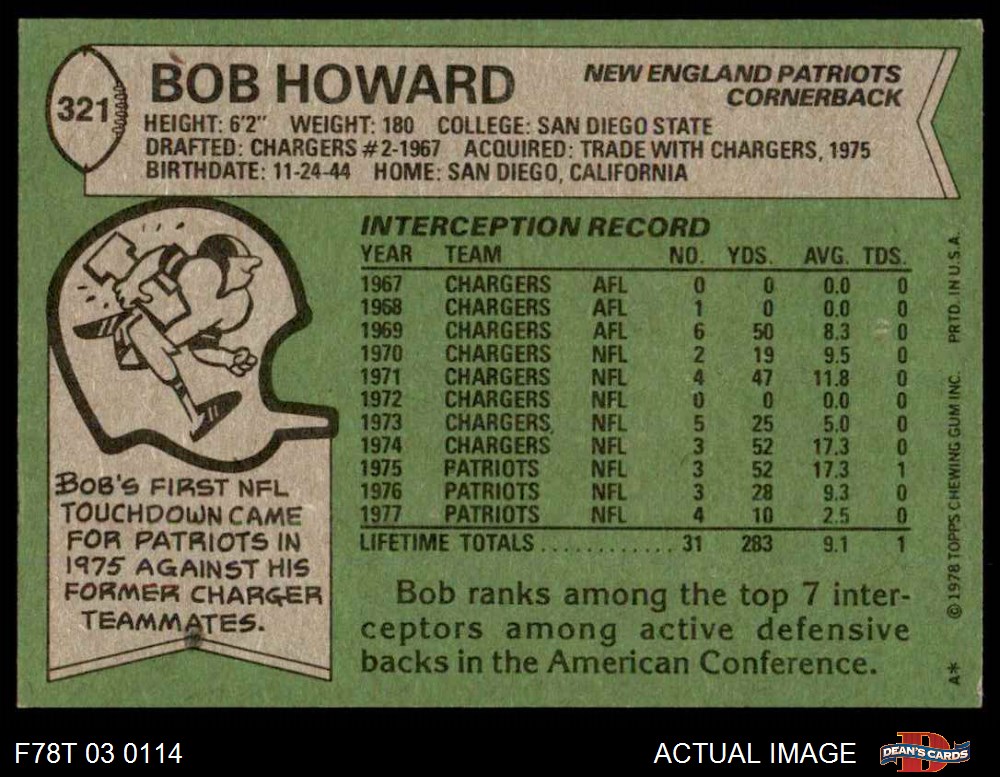 321
BOB HOWARD
NEW ENGLAND PATRIOTS
CORNERBACK
HEIGHT: 6'2" WEIGHT: 180 COLLEGE: SAN DIEGO STATE
DRAFTED: CHARGERS #2-1967 ACQUIRED: TRADE WITH CHARGERS, 1975
BIRTHDATE: 11-24-44 HOME: SAN DIEGO, CALIFORNIA
INTERCEPTION RECORD
YEAR TEAM NO. YDS. AVG. TDS.
1967 CHARGERS AFL 0 0 0.0 0
1968 CHARGERS AFL 1 0 0.0 0
1969 CHARGERS AFL 6 50 8.3 0
1970 CHARGERS NFL 2 19 9.5 0
1971 CHARGERS NFL 4 47 11.8 0
1972 CHARGERS NFL 0 0 0.0 0
1973 CHARGERS NFL 5 25 5.0 0
1974 CHARGERS NFL 3 52 17.3 0
1975 PATRIOTS NFL 3 52 17.3 1
1976 PATRIOTS NFL 3 28 9.3 0
1977 PATRIOTS NFL 4 10 2.5 0
LIFETIME TOTALS............ 31 283 9.1 1
BOB'S FIRST NFL
TOUCHDOWN CAME
FOR PATRIOTS IN
1975 AGAINST HIS
FORMER CHARGER
TEAMMATES.
Bob ranks among the top 7 inter-
ceptors among active defensive
backs in the American Conference.
A* © 1978 TOPPS CHEWING GUM INC. PRTD. IN U.S.A.
F78T 03 0114
ACTUAL IMAGE
D
DEAN'S CARDS